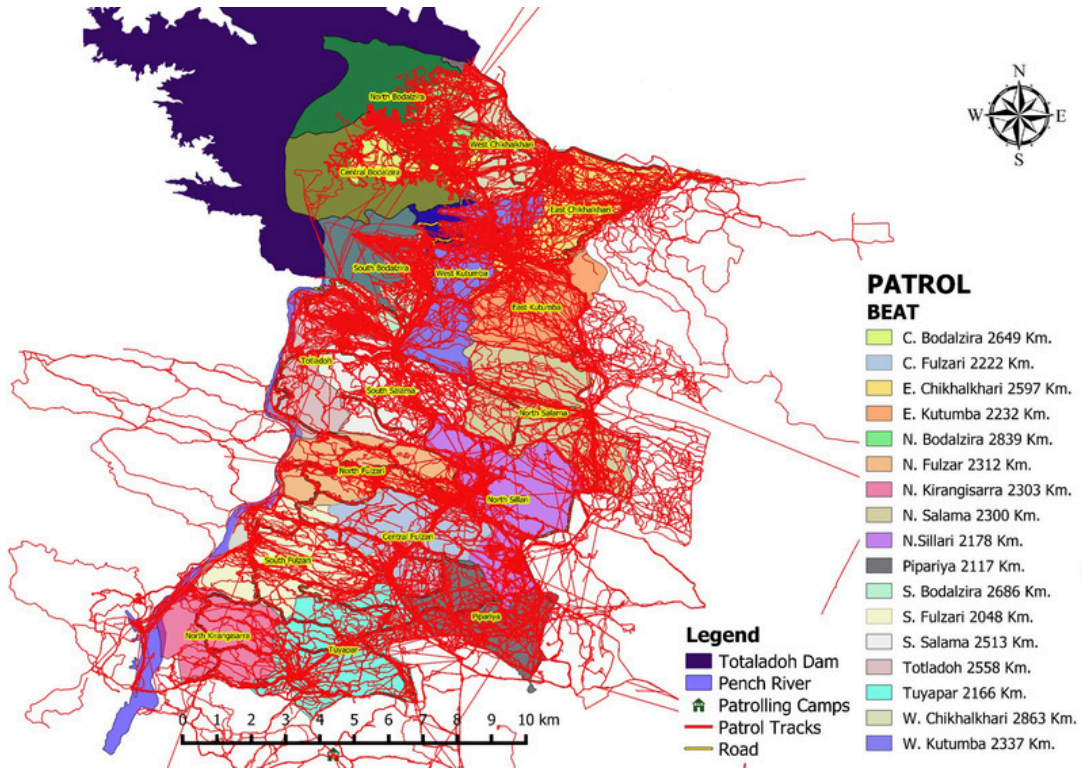 N
W E
S
North Bodalzira
West Chikhalkhari
Central Bodalzira
East Chikhalkhari
South Bodalzira
West Kutumba
East Kutumba
Totladoh
South Salama
North Salama
North Fulzari
North Sillari
Central Fulzari
South Fulzari
Pipariya
North Kirangisarra
Tuyapar
0 1 2 3 4 5 6 7 8 9 10 km
PATROL
BEAT
C. Bodalzira 2649 Km.
C. Fulzari 2222 Km.
E. Chikhalkhari 2597 Km.
E. Kutumba 2232 Km.
N. Bodalzira 2839 Km.
N. Fulzar 2312 Km.
N. Kirangisarra 2303 Km.
N. Salama 2300 Km.
N.Sillari 2178 Km.
Pipariya 2117 Km.
S. Bodalzira 2686 Km.
S. Fulzari 2048 Km.
S. Salama 2513 Km.
Totladoh 2558 Km.
Tuyapar 2166 Km.
W. Chikhalkhari 2863 Km.
W. Kutumba 2337 Km.
Legend
Totaladoh Dam
Pench River
Patrolling Camps
Patrol Tracks
Road